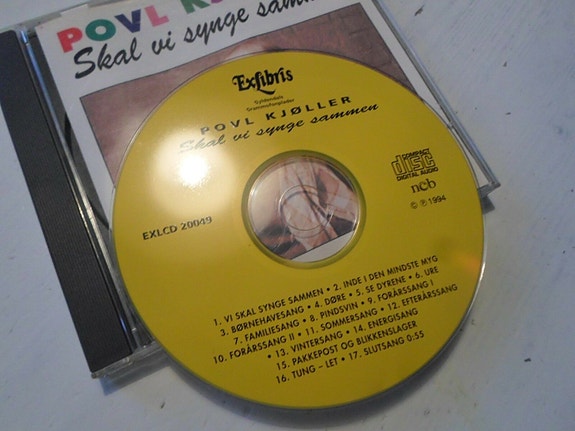 POVL K
Skal vi synge samm
Exlibris
Gyldendals
Grammofonplader
POVL KJØLLER
Skal vi synge sammen
COMPACT
disc
DIGITAL AUDIO
EXLCD 20049
ncb
© ℗ 1994
1. VI SKAL SYNGE SAMMEN • 2. INDE I DEN MINDSTE MYG
3. BØRNEHAVESANG • 4. DØRE • 5. SE DYRENE • 6. URE
7. FAMILIESANG • 8. PINDSVIN • 9. FORÅRSSANG I
10. FORÅRSSANG II • 11. SOMMERSANG • 12. EFTERÅRSSANG
• 13. VINTERSANG • 14. ENERGISANG
15. PAKKEPOST OG BLIKKENSLAGER
16. TUNG – LET • 17. SLUTSANG 0:55